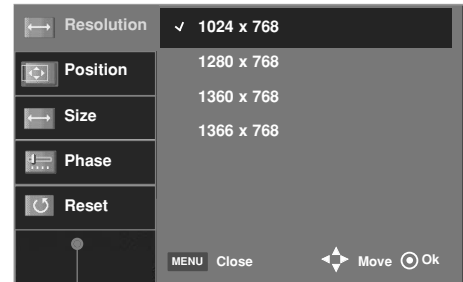 Resolution
✓ 1024 x 768
Position
1280 x 768
1360 x 768
Size
1366 x 768
Phase
Reset
MENU Close Move Ok